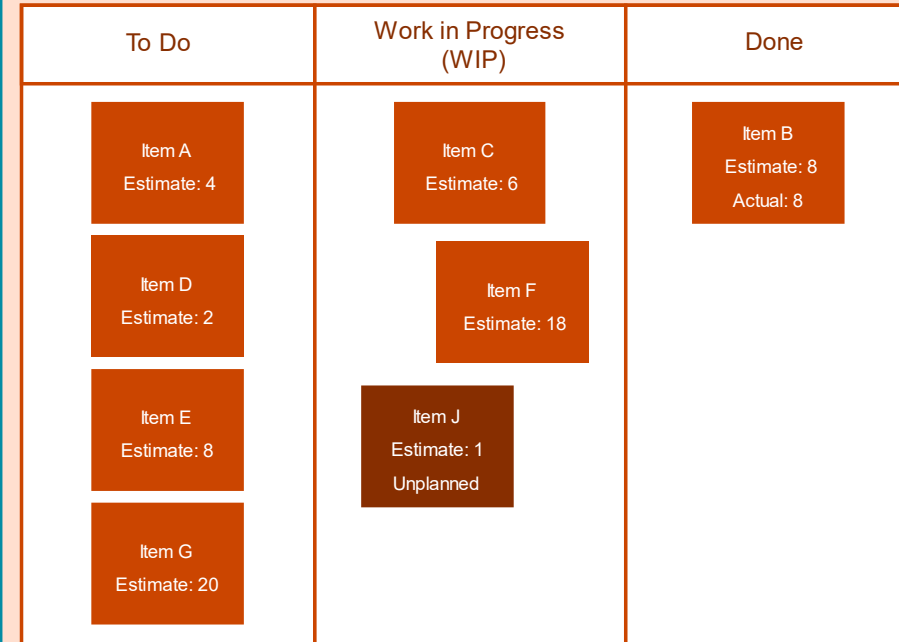 To Do
Work in Progress
(WIP)
Done
Item A
Estimate: 4
Item D
Estimate: 2
Item E
Estimate: 8
Item G
Estimate: 20
Item C
Estimate: 6
Item F
Estimate: 18
Item J
Estimate: 1
Unplanned
Item B
Estimate: 8
Actual: 8